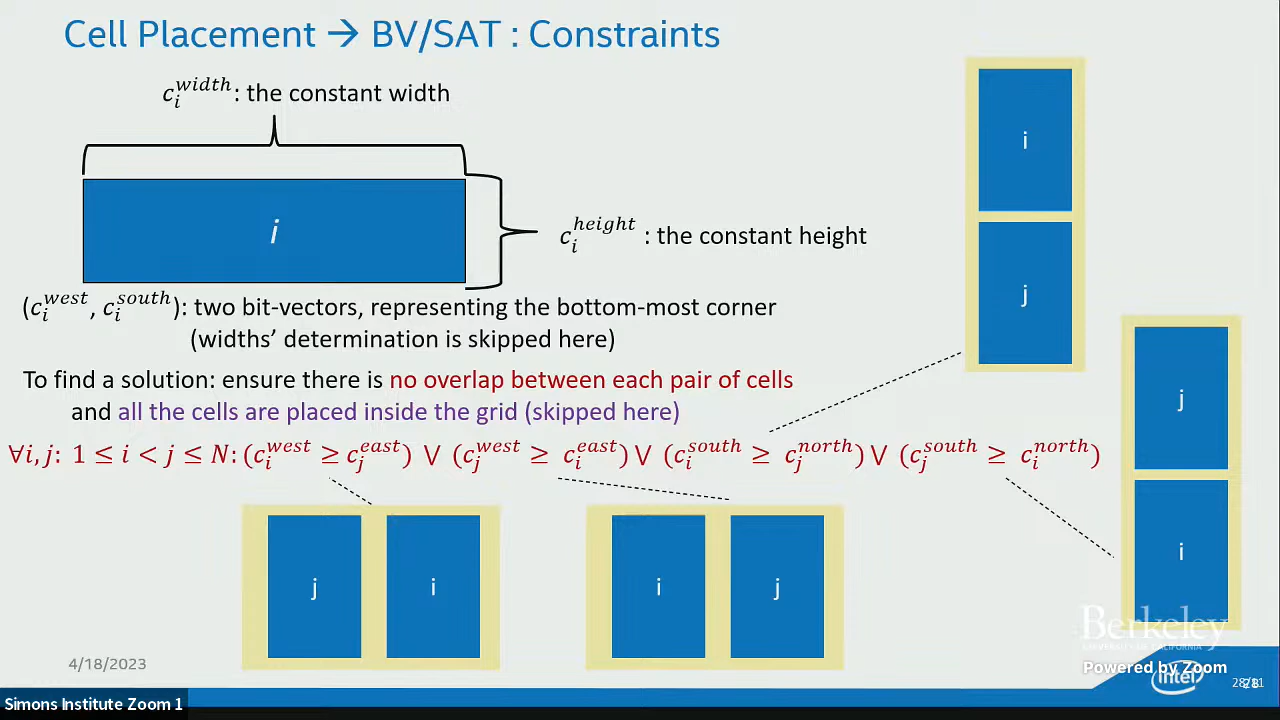 Cell Placement → BV/SAT : Constraints
c_i^width: the constant width
i
c_i^height : the constant height
(c_i^west, c_i^south): two bit-vectors, representing the bottom-most corner
(widths' determination is skipped here)
To find a solution: ensure there is no overlap between each pair of cells
and all the cells are placed inside the grid (skipped here)
∀i,j: 1 ≤ i < j ≤ N: (c_i^west ≥ c_j^east) ∨ (c_j^west ≥ c_i^east) ∨ (c_i^south ≥ c_j^north) ∨ (c_j^south ≥ c_i^north)
i
j
j
i
j i
i j
4/18/2023
Berkeley
UNIVERSITY OF CALIFORNIA
Powered by Zoom
intel
Simons Institute Zoom 1